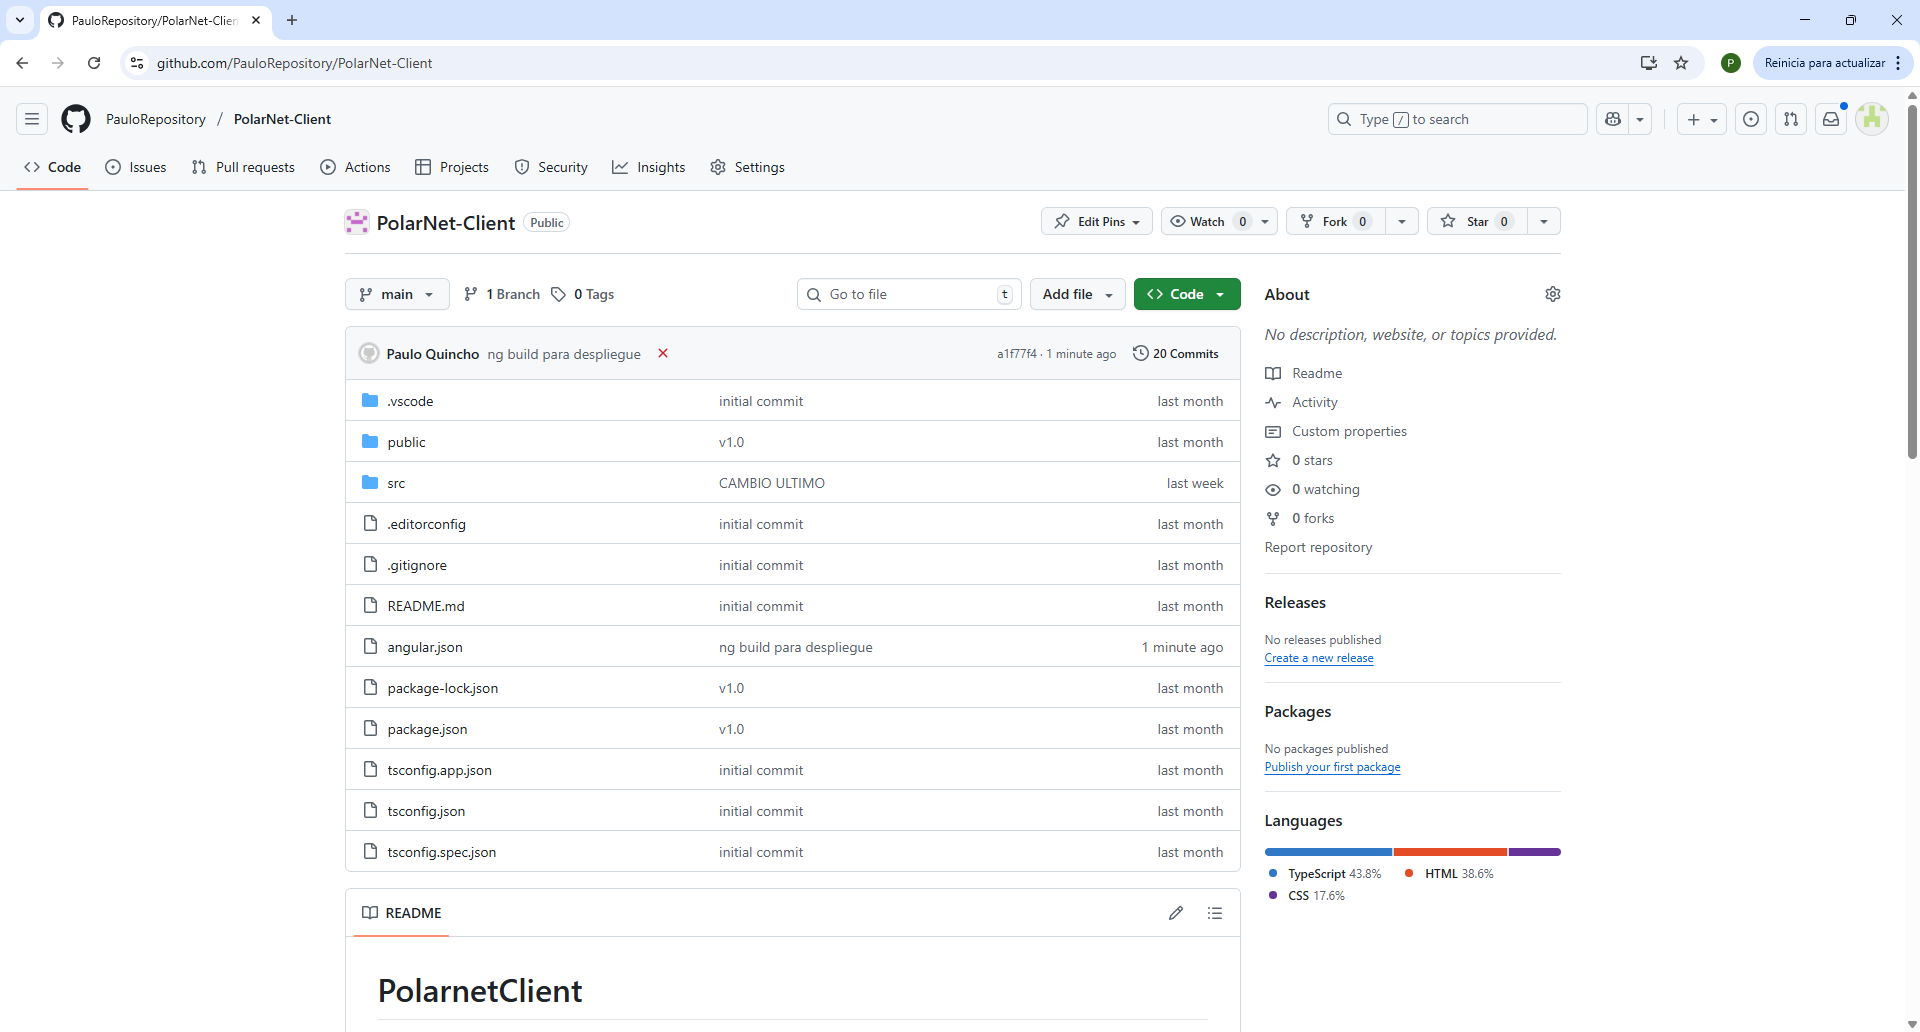 PauloRepository/PolarNet-Clien
github.com/PauloRepository/PolarNet-Client
P
Reinicia para actualizar
PauloRepository / PolarNet-Client
Type / to search
Code
Issues
Pull requests
Actions
Projects
Security
Insights
Settings
PolarNet-Client
Public
Edit Pins
Watch 0
Fork 0
Star 0
main
1 Branch
0 Tags
Go to file
t
Add file
Code
Paulo Quincho ng build para despliegue
a1f77f4 · 1 minute ago
20 Commits
.vscode initial commit last month
public v1.0 last month
src CAMBIO ULTIMO last week
.editorconfig initial commit last month
.gitignore initial commit last month
README.md initial commit last month
angular.json ng build para despliegue 1 minute ago
package-lock.json v1.0 last month
package.json v1.0 last month
tsconfig.app.json initial commit last month
tsconfig.json initial commit last month
tsconfig.spec.json initial commit last month
README
PolarnetClient
About
No description, website, or topics provided.
Readme
Activity
Custom properties
0 stars
0 watching
0 forks
Report repository
Releases
No releases published
Create a new release
Packages
No packages published
Publish your first package
Languages
TypeScript 43.8%
HTML 38.6%
CSS 17.6%